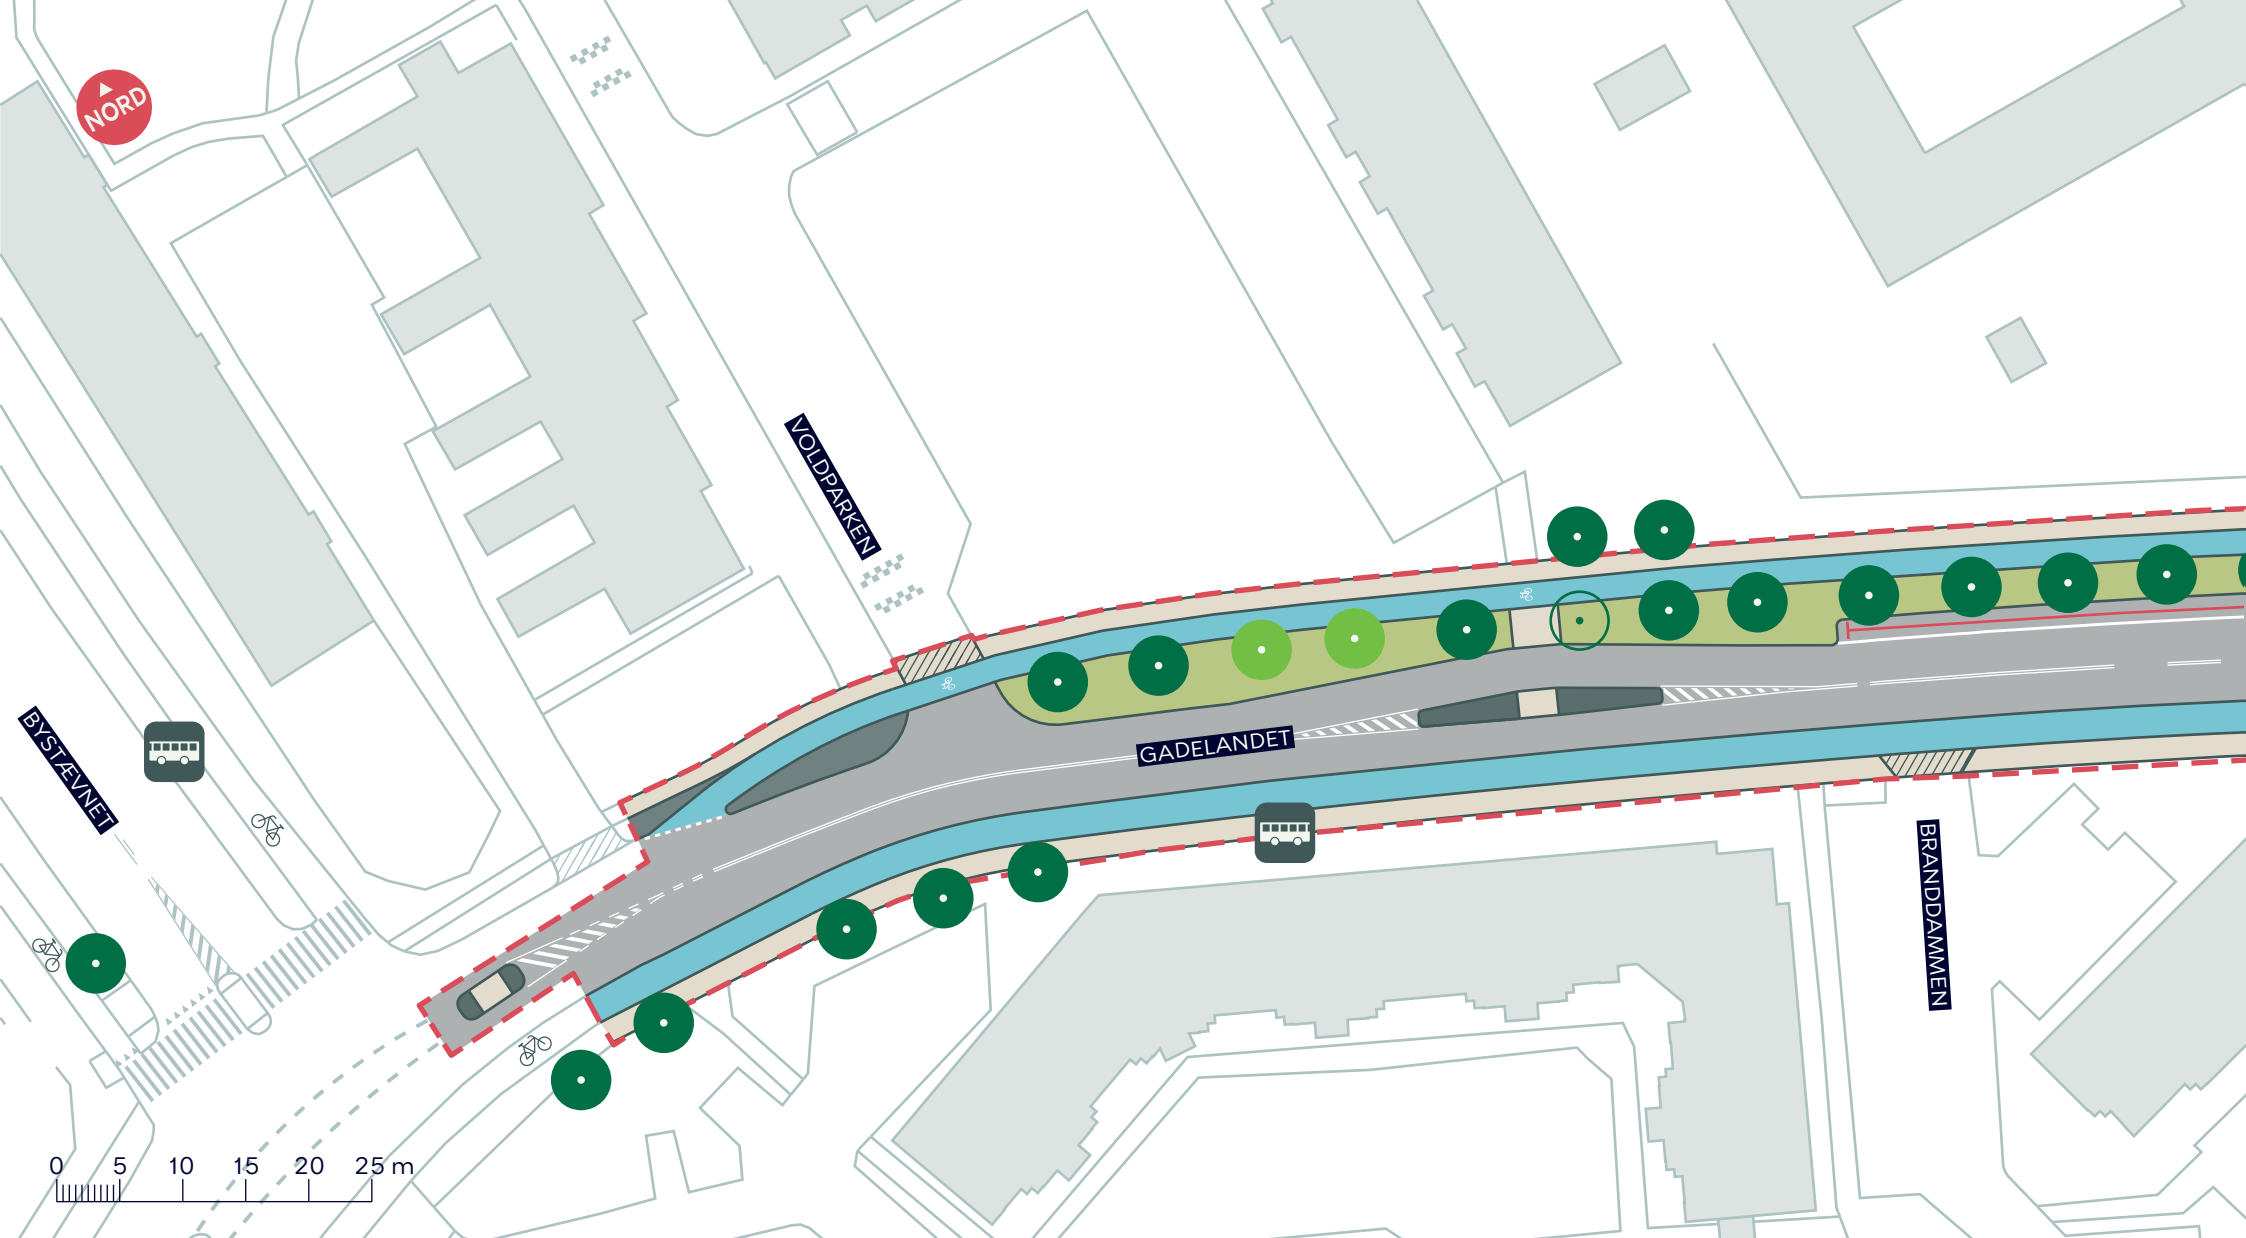 NORD
VOLDPARKEN
BYSTÆVNET
GADELANDET
BRANDDAMMEN
0 5 10 15 20 25 m